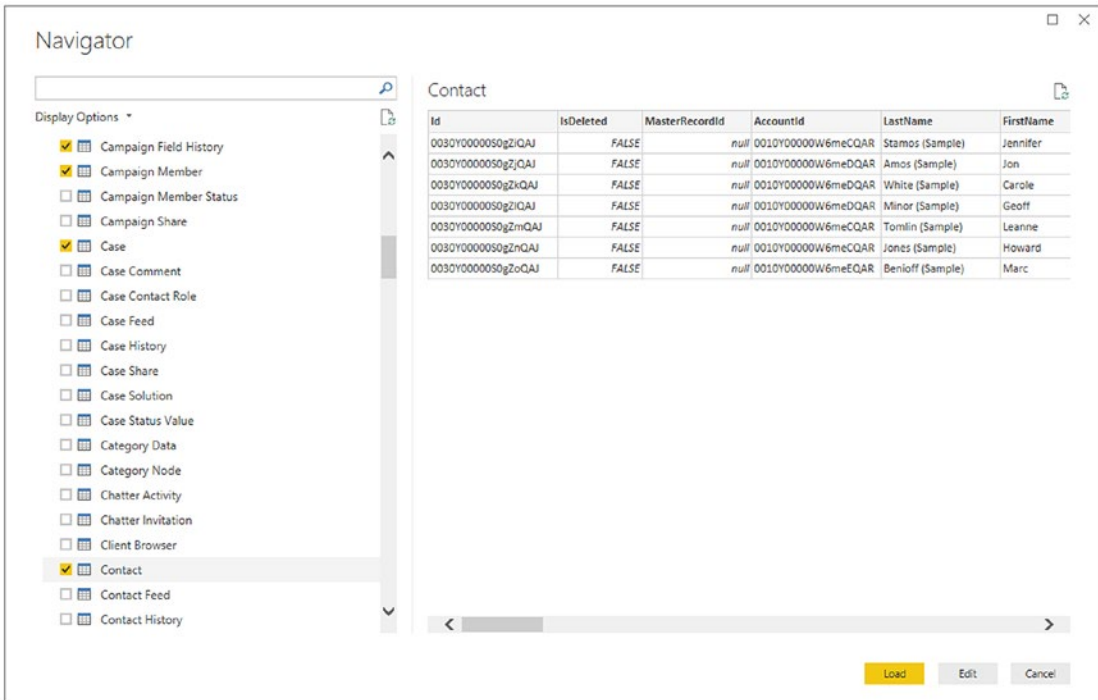 Navigator
Display Options
Campaign Field History
Campaign Member
Campaign Member Status
Campaign Share
Case
Case Comment
Case Contact Role
Case Feed
Case History
Case Share
Case Solution
Case Status Value
Category Data
Category Node
Chatter Activity
Chatter Invitation
Client Browser
Contact
Contact Feed
Contact History
Contact
Id IsDeleted MasterRecordId AccountId LastName FirstName
0030Y00000S0gZiQAJ FALSE null 0010Y00000W6meCQAR Stamos (Sample) Jennifer
0030Y00000S0gZjQAJ FALSE null 0010Y00000W6meDQAR Amos (Sample) Jon
0030Y00000S0gZkQAJ FALSE null 0010Y00000W6meDQAR White (Sample) Carole
0030Y00000S0gZlQAJ FALSE null 0010Y00000W6meDQAR Minor (Sample) Geoff
0030Y00000S0gZmQAJ FALSE null 0010Y00000W6meCQAR Tomlin (Sample) Leanne
0030Y00000S0gZnQAJ FALSE null 0010Y00000W6meCQAR Jones (Sample) Howard
0030Y00000S0gZoQAJ FALSE null 0010Y00000W6meEQAR Benioff (Sample) Marc
Load Edit Cancel